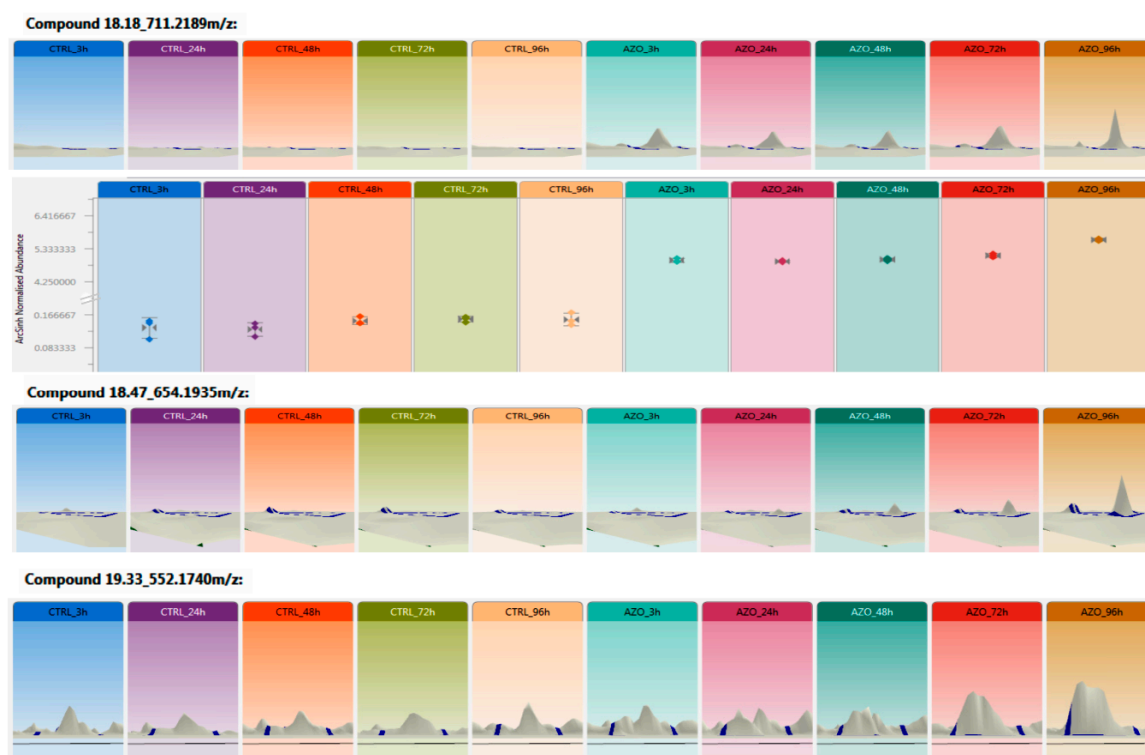 Compound 18.18_711.2189m/z:
CTRL_3h CTRL_24h CTRL_48h CTRL_72h CTRL_96h AZO_3h AZO_24h AZO_48h AZO_72h AZO_96h
CTRL_3h CTRL_24h CTRL_48h CTRL_72h CTRL_96h AZO_3h AZO_24h AZO_48h AZO_72h AZO_96h
ArcSinh Normalised Abundance
6.416667
5.333333
4.250000
0.166667
0.083333
Compound 18.47_654.1935m/z:
CTRL_3h CTRL_24h CTRL_48h CTRL_72h CTRL_96h AZO_3h AZO_24h AZO_48h AZO_72h AZO_96h
Compound 19.33_552.1740m/z:
CTRL_3h CTRL_24h CTRL_48h CTRL_72h CTRL_96h AZO_3h AZO_24h AZO_48h AZO_72h AZO_96h